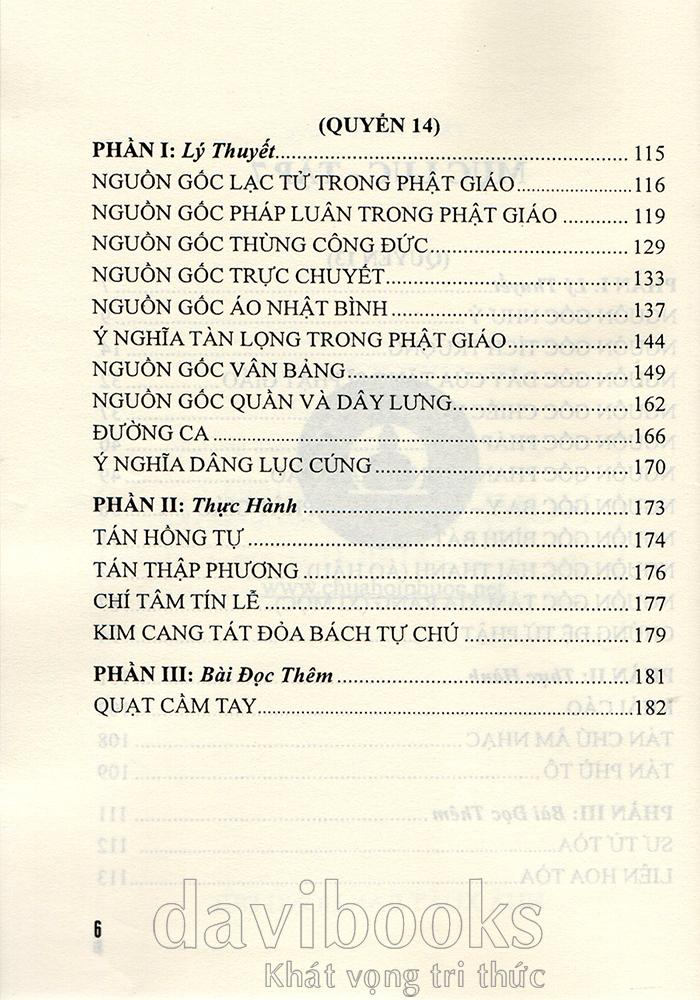 (QUYỂN 14)
PHẦN I: Lý Thuyết.......... 115
NGUỒN GỐC LẠC TỬ TRONG PHẬT GIÁO.......... 116
NGUỒN GỐC PHÁP LUÂN TRONG PHẬT GIÁO .......... 119
NGUỒN GỐC THÙNG CÔNG ĐỨC.......... 129
NGUỒN GỐC TRỰC CHUYẾT.......... 133
NGUỒN GỐC ÁO NHẬT BÌNH .......... 137
Ý NGHĨA TÀN LỌNG TRONG PHẬT GIÁO.......... 144
NGUỒN GỐC VÂN BẢNG.......... 149
NGUỒN GỐC QUẦN VÀ DÂY LƯNG.......... 162
ĐƯỜNG CA .......... 166
Ý NGHĨA DÂNG LỤC CÚNG .......... 170
PHẦN II: Thực Hành .......... 173
TÁN HỒNG TỰ .......... 174
TÁN THẬP PHƯƠNG .......... 176
CHÍ TÂM TÍN LỄ .......... 177
KIM CANG TÁT ĐỎA BÁCH TỰ CHÚ .......... 179
PHẦN III: Bài Đọc Thêm .......... 181
QUẠT CẦM TAY.......... 182
6
davibooks
Khát vọng tri thức